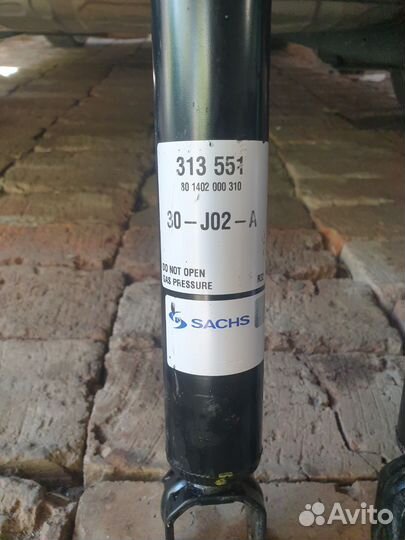 313 551
80 1402 000 310
30-J02-A
DO NOT OPEN
GAS PRESSURE
SACHS
Avito